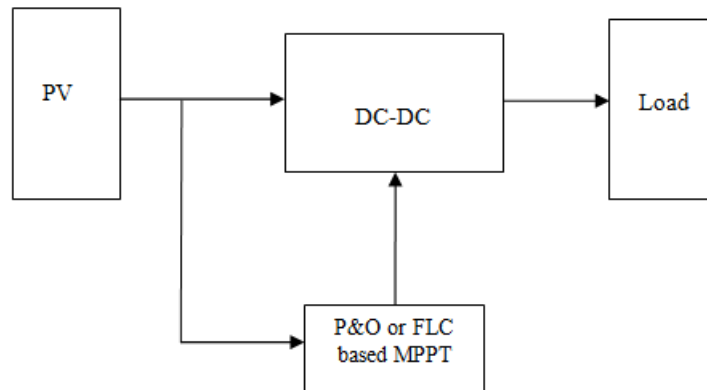 PV
DC-DC
Load
P&O or FLC
based MPPT